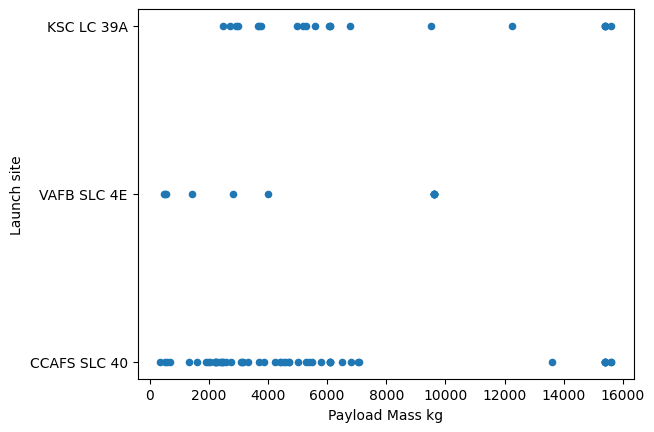 KSC LC 39A
VAFB SLC 4E
CCAFS SLC 40
Launch site
0 2000 4000 6000 8000 10000 12000 14000 16000
Payload Mass kg